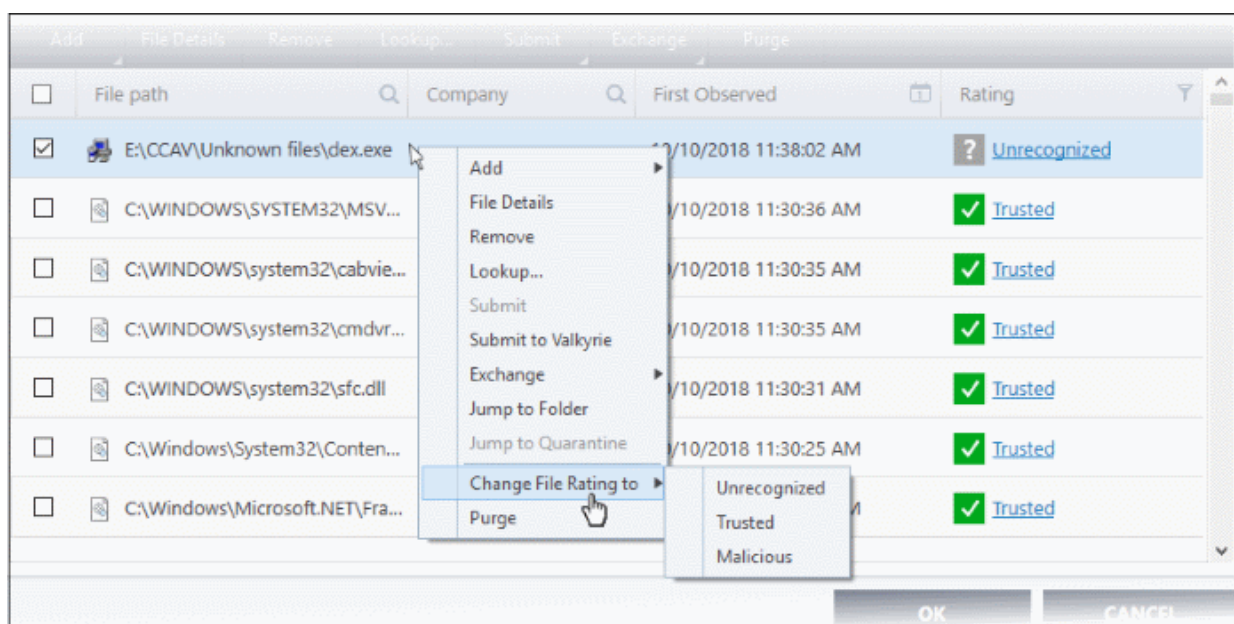 Add File Details Remove Lookup... Submit Exchange Purge
File path Company First Observed Rating
E:\CCAV\Unknown files\dex.exe 10/10/2018 11:38:02 AM ? Unrecognized
C:\WINDOWS\SYSTEM32\MSV... /10/2018 11:30:36 AM Trusted
C:\WINDOWS\system32\cabvie... /10/2018 11:30:35 AM Trusted
C:\WINDOWS\system32\cmdvr... /10/2018 11:30:35 AM Trusted
C:\WINDOWS\system32\sfc.dll /10/2018 11:30:31 AM Trusted
C:\Windows\System32\Conten... /10/2018 11:30:25 AM Trusted
C:\Windows\Microsoft.NET\Fra... Trusted
Add
File Details
Remove
Lookup...
Submit
Submit to Valkyrie
Exchange
Jump to Folder
Jump to Quarantine
Change File Rating to
Purge
Unrecognized
Trusted
Malicious
OK CANCEL